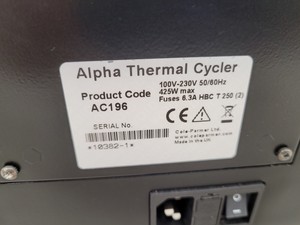 Alpha Thermal Cycler
100V-230V 50/60Hz
Product Code 425W max
AC196 Fuses 6.3A HBC T 250 (2)
SERIAL No.
*10382-1*
CE
Cole-Parmer Ltd.
Made in the UK